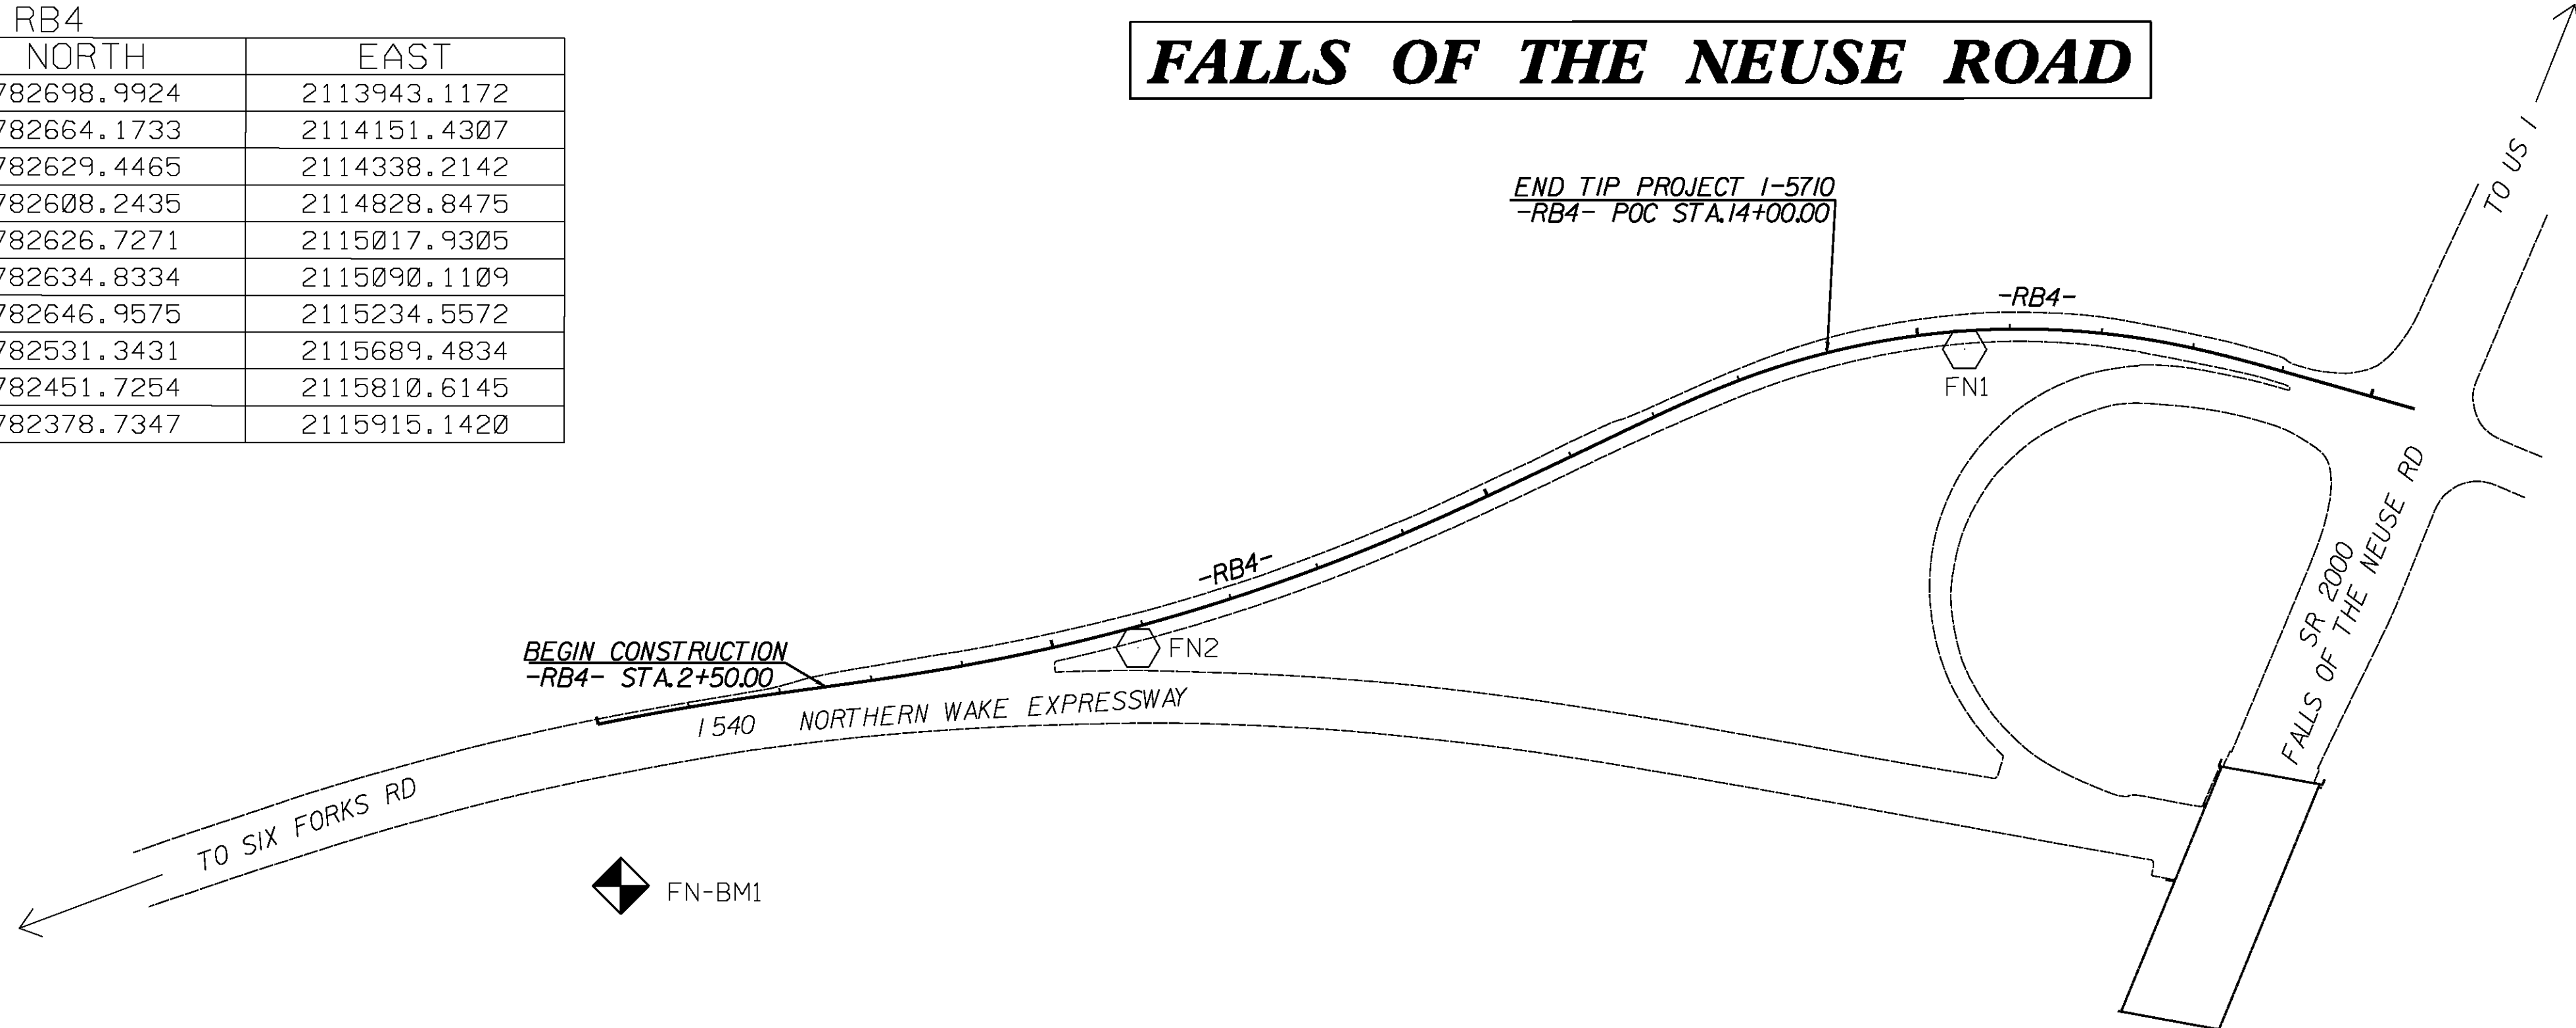 RB4
NORTH EAST
782698.9924 2113943.1172
782664.1733 2114151.4307
782629.4465 2114338.2142
782608.2435 2114828.8475
782626.7271 2115017.9305
782634.8334 2115090.1109
782646.9575 2115234.5572
782531.3431 2115689.4834
782451.7254 2115810.6145
782378.7347 2115915.1420
FALLS OF THE NEUSE ROAD
TO US 1
END TIP PROJECT I-5710
-RB4- POC STA.14+00.00
-RB4-
FN1
-RB4-
SR 2000
FALLS OF THE NEUSE RD
BEGIN CONSTRUCTION
-RB4- STA.2+50.00
FN2
I 540 NORTHERN WAKE EXPRESSWAY
TO SIX FORKS RD
FN-BM1